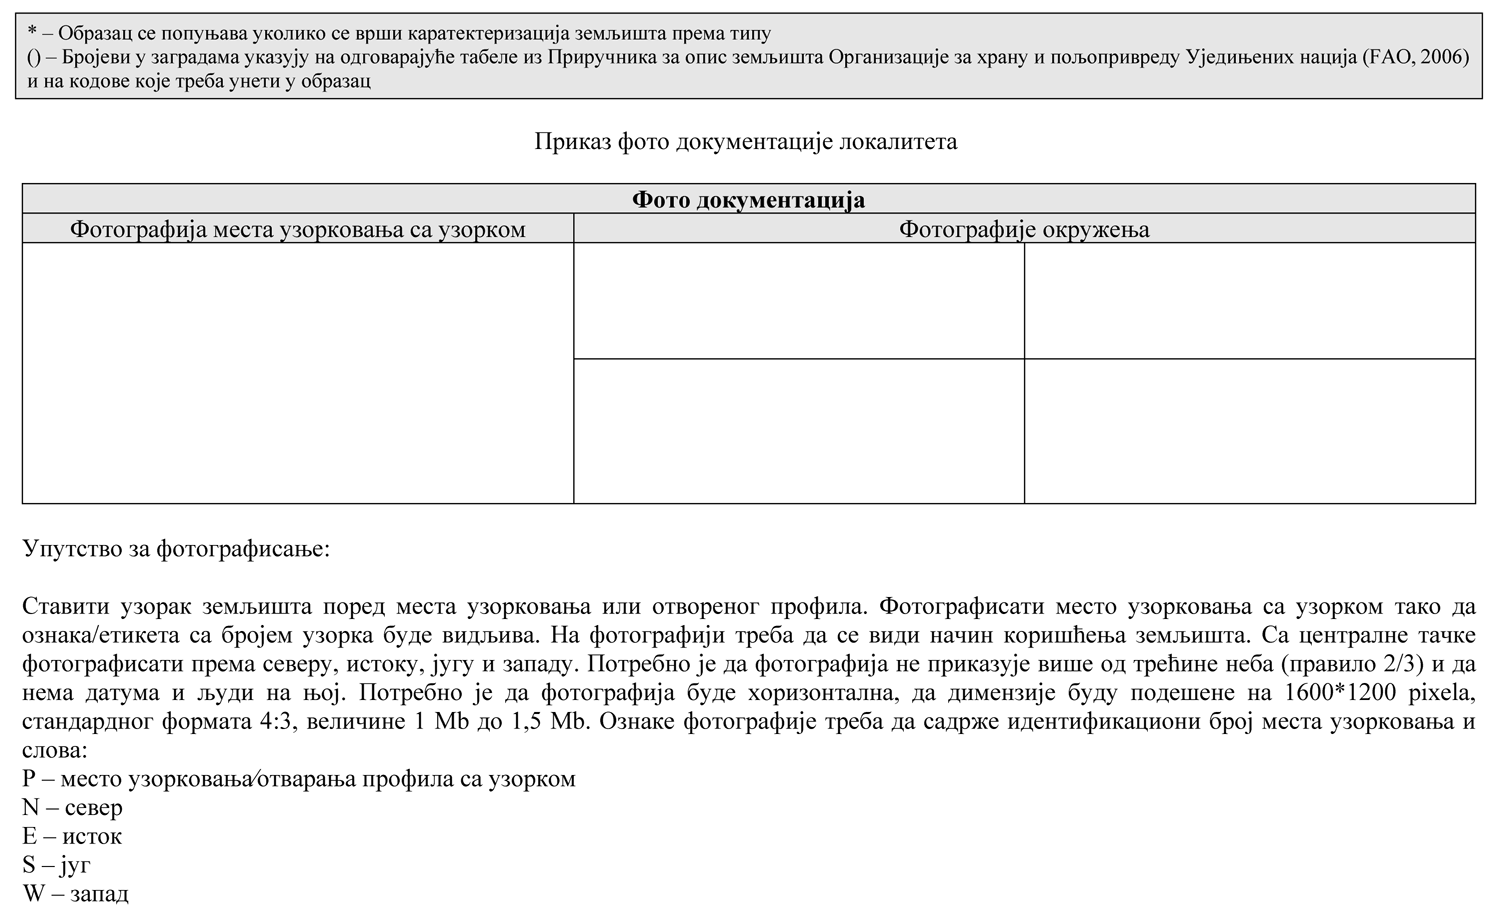 * – Образац се попуњава уколико се врши каратектеризација земљишта према типу
() – Бројеви у заградама указују на одговарајуће табеле из Приручника за опис земљишта Организације за храну и пољопривреду Уједињених нација (FAO, 2006)
и на кодове које треба унети у образац
Приказ фото документације локалитета
Фото документација
Фотографија места узорковања са узорком
Фотографије окружења
Упутство за фотографисање:
Ставити узорак земљишта поред места узорковања или отвореног профила. Фотографисати место узорковања са узорком тако да
ознака/етикета са бројем узорка буде видљива. На фотографији треба да се види начин коришћења земљишта. Са централне тачке
фотографисати према северу, истоку, југу и западу. Потребно је да фотографија не приказује више од трећине неба (правило 2/3) и да
нема датума и људи на њој. Потребно је да фотографија буде хоризонтална, да димензије буду подешене на 1600*1200 pixela,
стандардног формата 4:3, величине 1 Mb до 1,5 Mb. Ознаке фотографије треба да садрже идентификациони број места узорковања и
слова:
P – место узорковања⁄отварања профила са узорком
N – север
E – исток
S – југ
W – запад